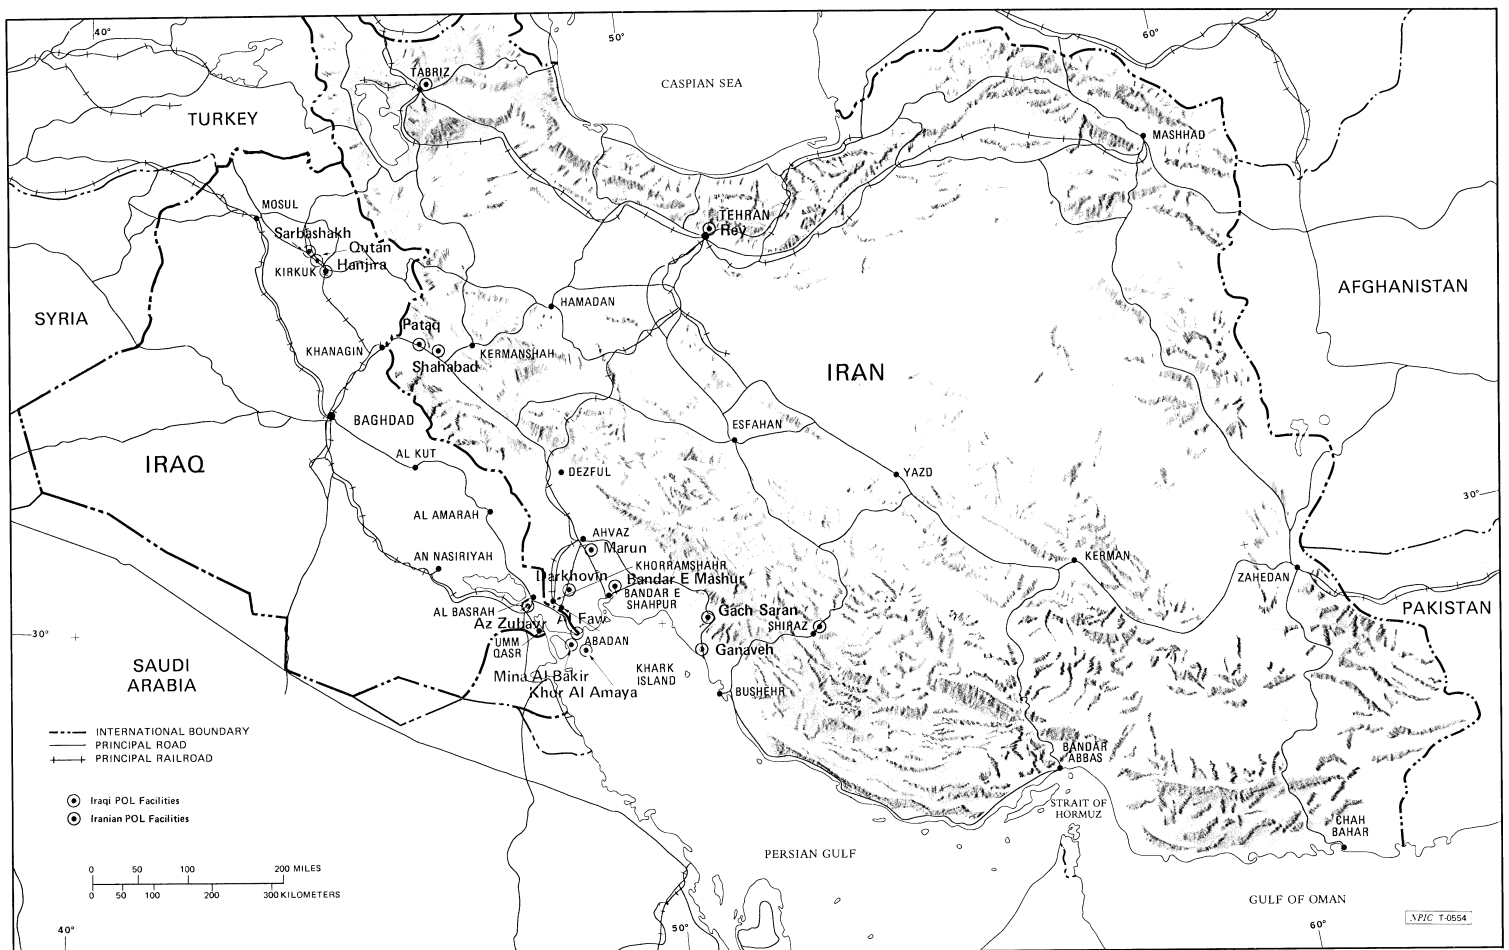 40°
50°
60°
TABRIZ
CASPIAN SEA
TURKEY
MASHHAD
MOSUL
TEHRAN
Rey
Sarbashakh
Qutan
Hanjira
KIRKUK
AFGHANISTAN
HAMADAN
SYRIA
Pataq
KHANAGIN
KERMANSHAH
Shahabad
IRAN
BAGHDAD
ESFAHAN
AL KUT
IRAQ
DEZFUL
YAZD
30°
AL AMARAH
AHVAZ
Marun
AN NASIRIYAH
KERMAN
KHORRAMSHAHR
Darkhovin
Bandar E Mashur
ZAHEDAN
BANDAR E
SHAHPUR
PAKISTAN
AL BASRAH
Gach Saran
Az Zubayr
Al Faw
SHIRAZ
30°
UMM
QASR
ABADAN
Ganaveh
SAUDI
ARABIA
KHARK
ISLAND
Mina Al Bakir
Khur Al Amaya
BUSHEHR
INTERNATIONAL BOUNDARY
PRINCIPAL ROAD
PRINCIPAL RAILROAD
BANDAR
ABBAS
Iraqi POL Facilities
Iranian POL Facilities
STRAIT OF
HORMUZ
CHAH
BAHAR
PERSIAN GULF
0 50 100 200 MILES
0 50 100 200 300 KILOMETERS
GULF OF OMAN
NPIC T-0554
40°
50°
60°